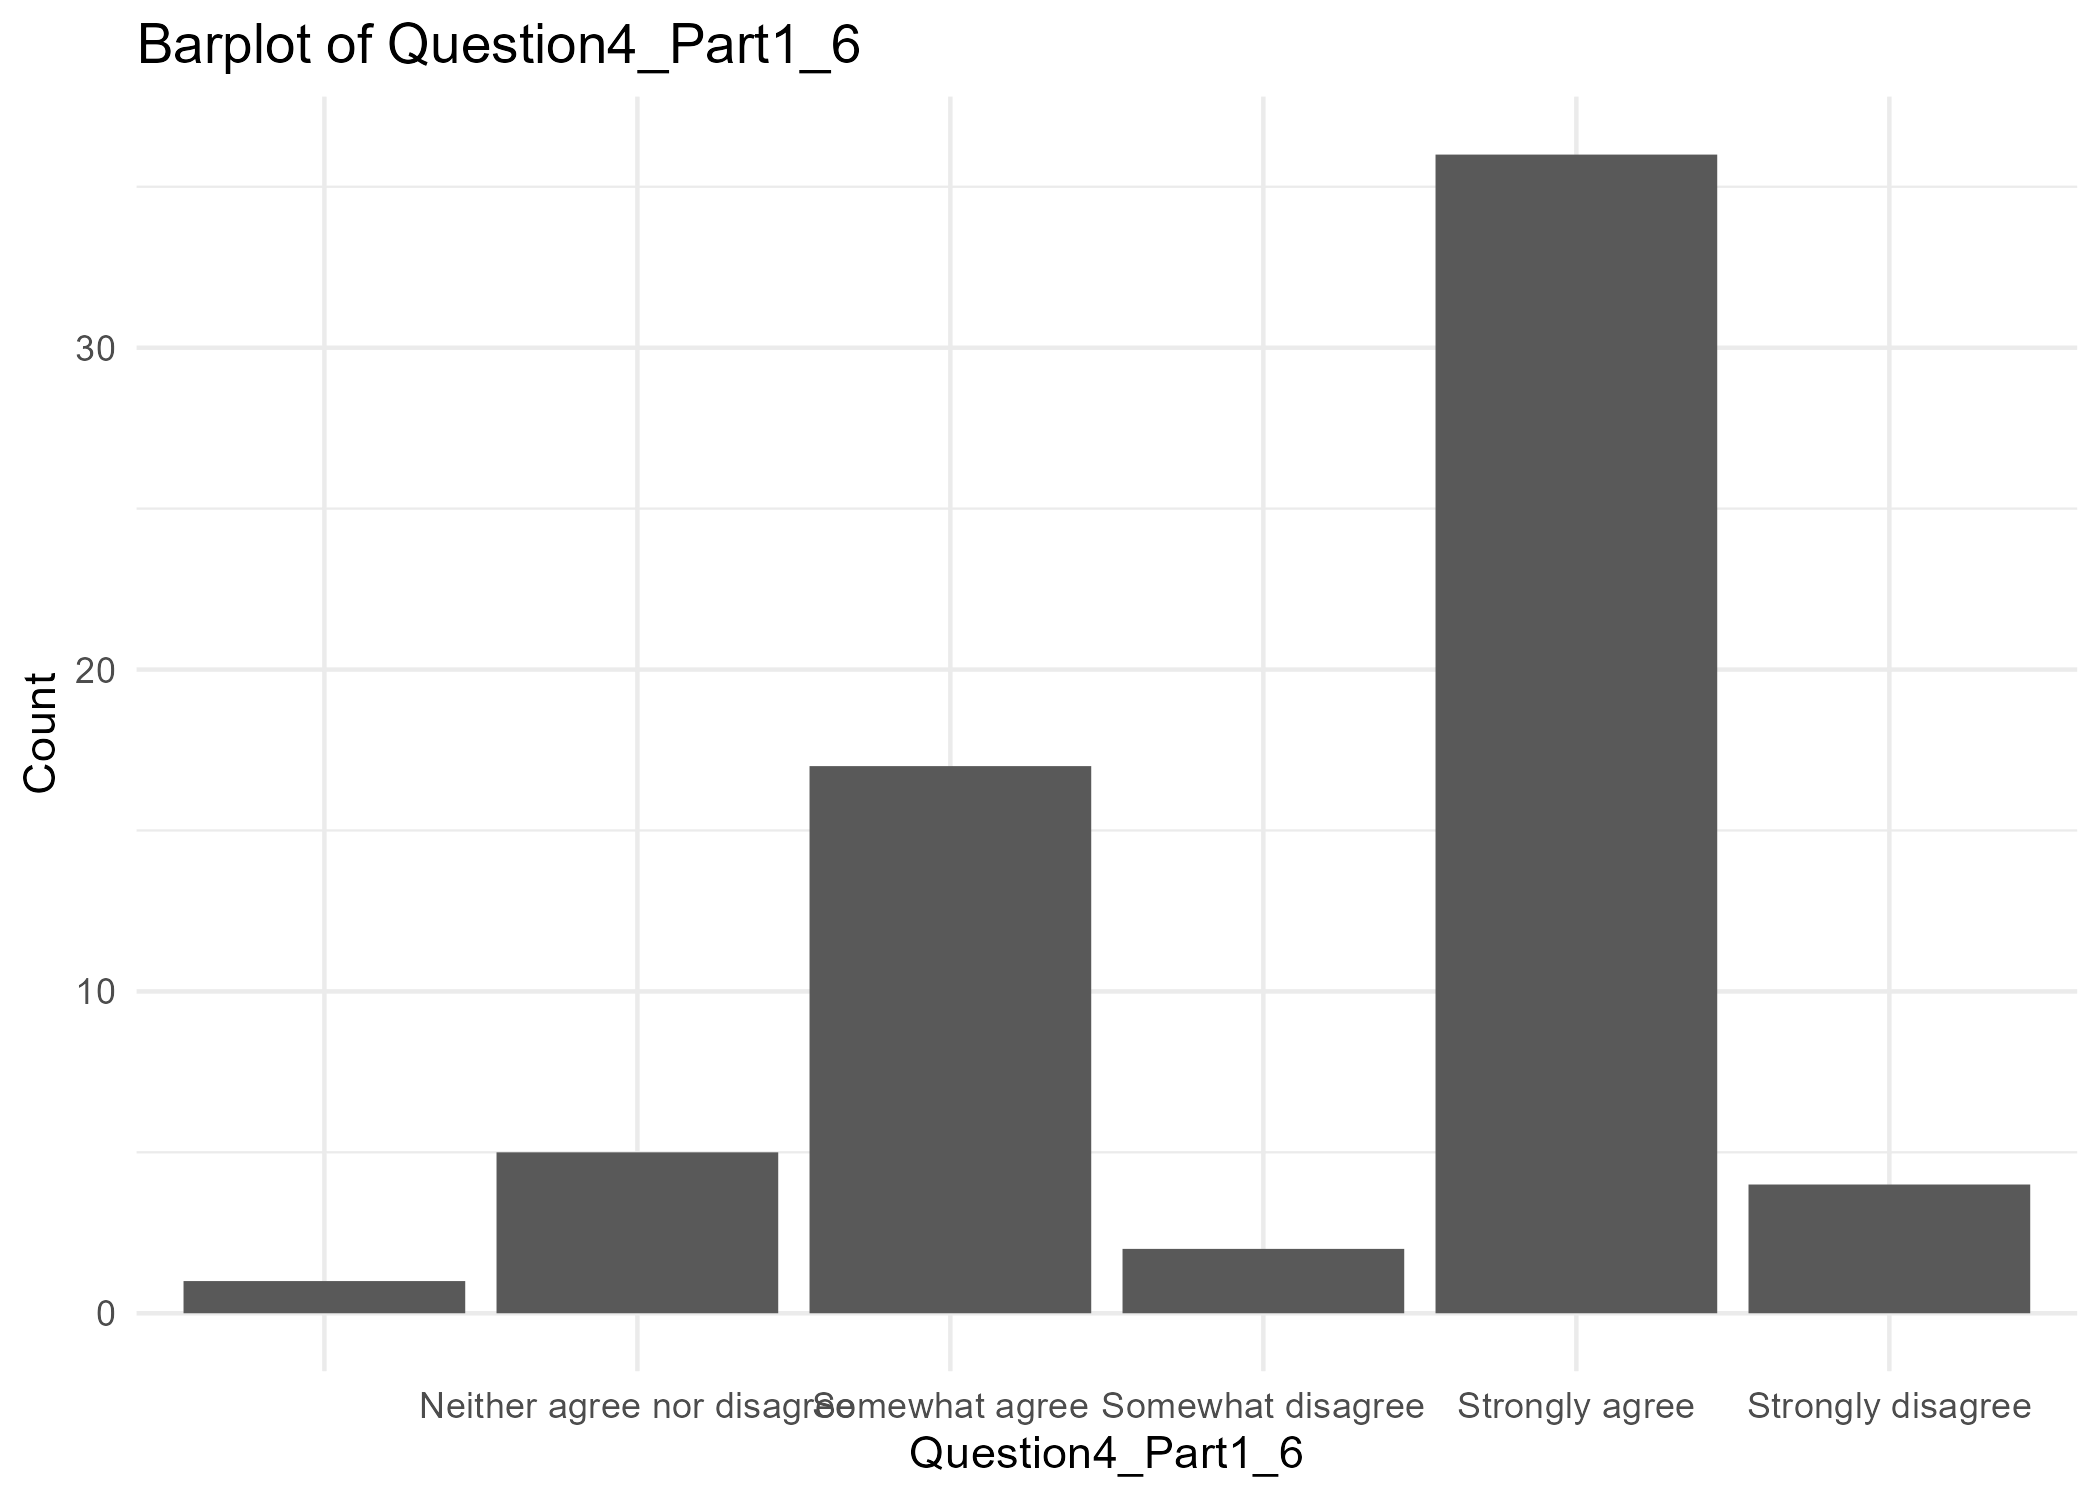 Barplot of Question4_Part1_6
Count
30
20
10
0
Neither agree nor disagree Somewhat agree Somewhat disagree Strongly agree Strongly disagree
Question4_Part1_6